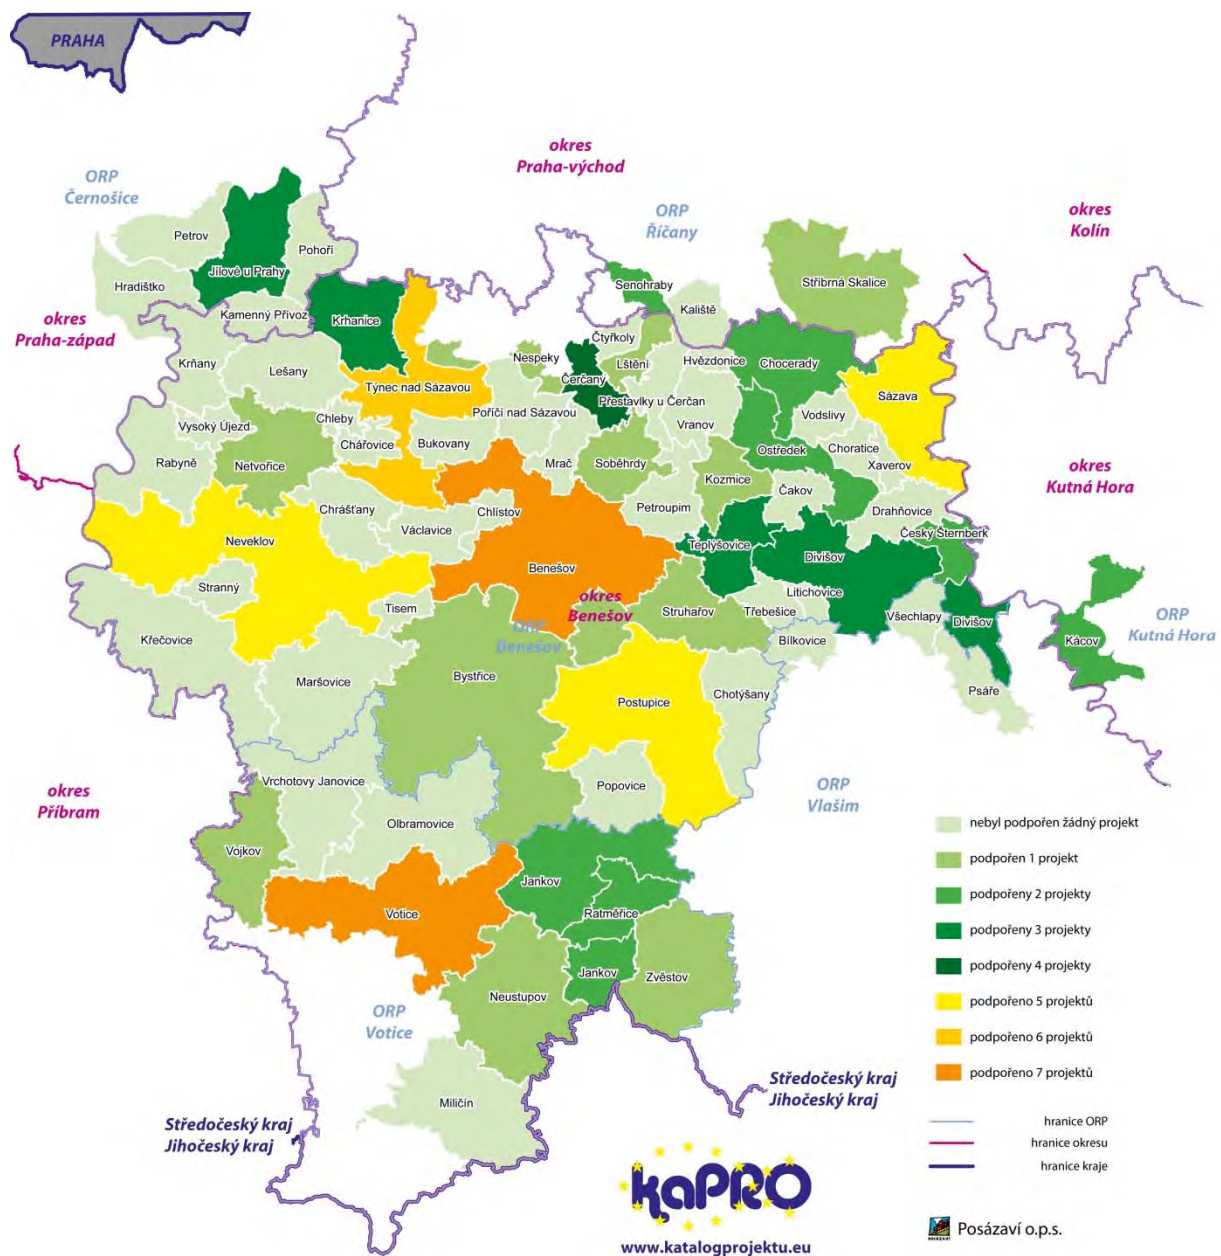 PRAHA
okres
Praha-východ
ORP
Černošice
ORP
Říčany
okres
Kolín
Petrov
Pohoří
Jílové u Prahy
Hradištko
Senohraby
Stříbrná Skalice
Kaliště
Kamenný Přívoz
Krhanice
okres
Praha-západ
Čtyřkoly
Krňany
Lešany
Nespeky
Lštění
Hvězdonice
Chocerady
Čerčany
Týnec nad Sázavou
Sázava
Přestavlky u Čerčan
Chleby
Poříčí nad Sázavou
Vodslivy
Vysoký Újezd
Vranov
Chářovice
Bukovany
Ostředek
Choratice
Rabyně
Netvořice
Mrač
Soběhrdy
Xaverov
okres
Kutná Hora
Kozmice
Čakov
Chrášťany
Chlístov
Petroupim
Drahňovice
Václavice
Neveklov
Český Šternberk
Teplýšovice
Divišov
Benešov
Stranný
okres
Benešov
Litichovice
Tisem
Struhařov
Třebešice
Všechlapy
ORP
Kutná Hora
Divišov
ORP
Benešov
Křečovice
Bílkovice
Kácov
Bystřice
Maršovice
Postupice
Chotýšany
Psáře
Vrchotovy Janovice
Popovice
ORP
Vlašim
okres
Příbram
Olbramovice
nebyl podpořen žádný projekt
Vojkov
podpořen 1 projekt
Jankov
podpořeny 2 projekty
Votice
Ratměřice
podpořeny 3 projekty
Jankov
Zvěstov
podpořeny 4 projekty
Neustupov
podpořeno 5 projektů
ORP
Votice
podpořeno 6 projektů
podpořeno 7 projektů
Středočeský kraj
Jihočeský kraj
Miličín
Středočeský kraj
Jihočeský kraj
hranice ORP
hranice okresu
hranice kraje
kaPRO
www.katalogprojektu.eu
POSÁZAVÍ
Posázaví o.p.s.